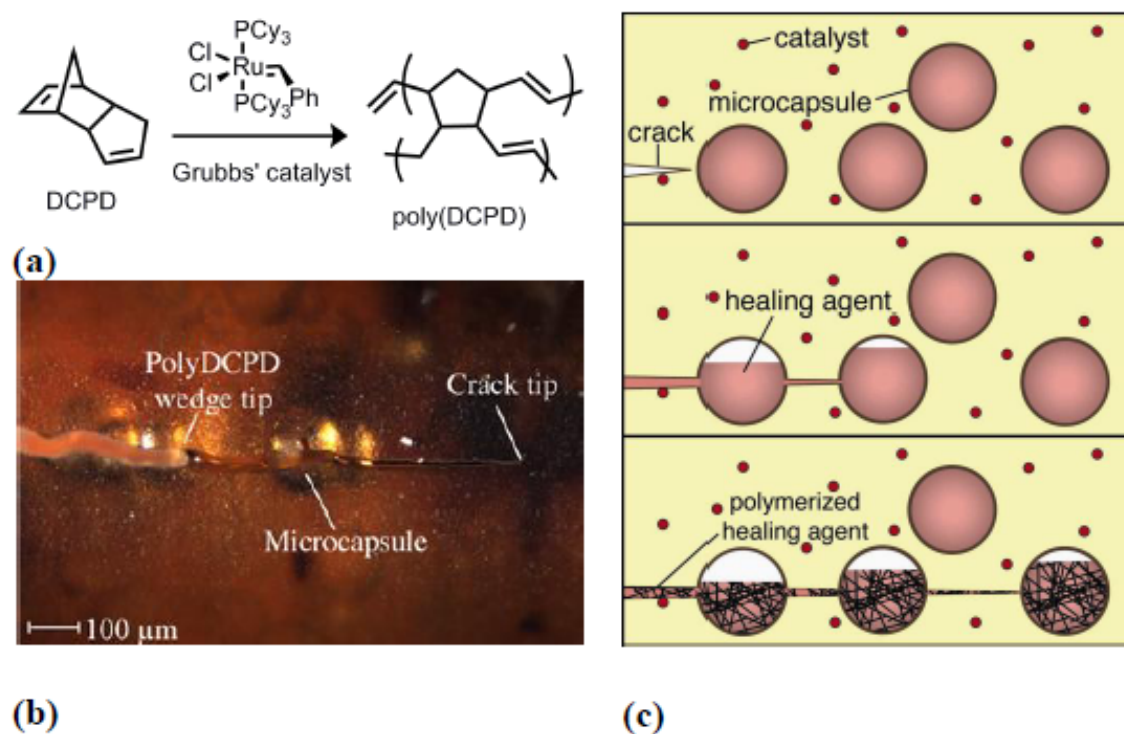 PCy3
Cl
Ru
Cl
PCy3
Ph
DCPD
Grubbs' catalyst
poly(DCPD)
(a)
PolyDCPD
wedge tip
Crack tip
Microcapsule
100 µm
(b)
catalyst
microcapsule
crack
healing agent
polymerized
healing agent
(c)